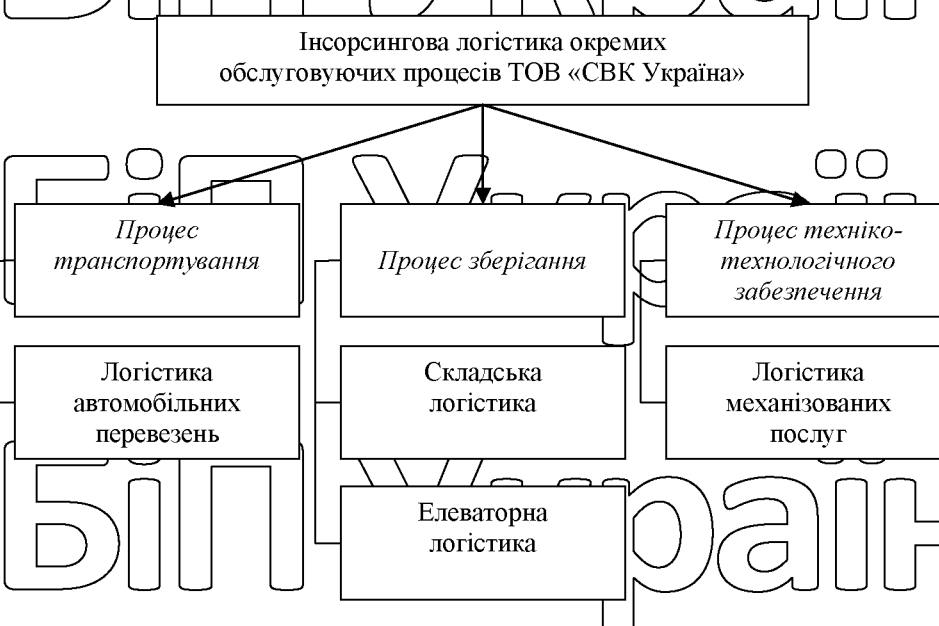 Інсорсингова логістика окремих
обслуговуючих процесів ТОВ «СВК Україна»
Процес
транспортування
Процес зберігання
Процес техніко-
технологічного
забезпечення
Логістика
автомобільних
перевезень
Складська
логістика
Логістика
механізованих
послуг
Елеваторна
логістика